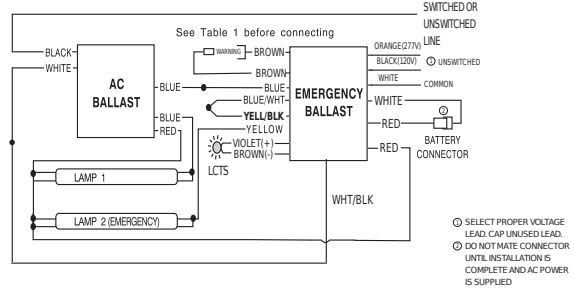 SWITCHED OR
UNSWITCHED
LINE
See Table 1 before connecting
BLACK
WHITE
AC
BALLAST
BLUE
BLUE
RED
WARNING
BROWN
BROWN
BLUE
BLUE/WHT
YELL/BLK
YELLOW
VIOLET(+)
BROWN(-)
LCTS
EMERGENCY
BALLAST
ORANGE(277V)
BLACK(120V)
① UNSWITCHED
WHITE
COMMON
WHITE
RED
②
BATTERY
CONNECTOR
RED
WHT/BLK
LAMP 1
LAMP 2 (EMERGENCY)
① SELECT PROPER VOLTAGE
LEAD. CAP UNUSED LEAD.
② DO NOT MATE CONNECTOR
UNTIL INSTALLATION IS
COMPLETE AND AC POWER
IS SUPPLIED